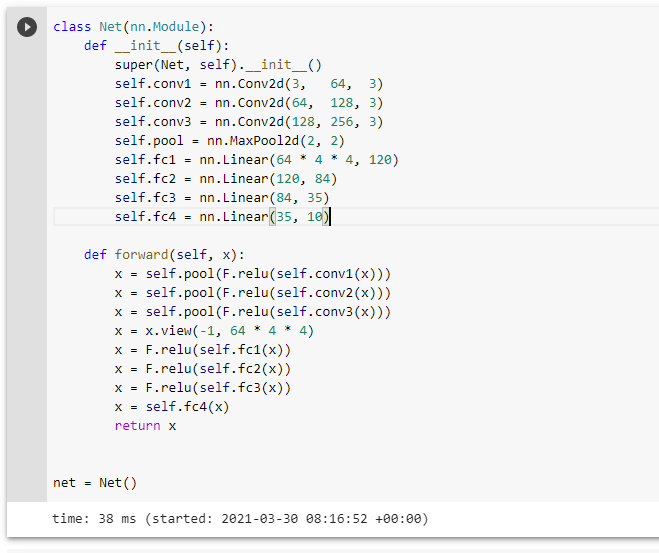 class Net(nn.Module):
    def __init__(self):
        super(Net, self).__init__()
        self.conv1 = nn.Conv2d(3,   64,  3)
        self.conv2 = nn.Conv2d(64,  128, 3)
        self.conv3 = nn.Conv2d(128, 256, 3)
        self.pool = nn.MaxPool2d(2, 2)
        self.fc1 = nn.Linear(64 * 4 * 4, 120)
        self.fc2 = nn.Linear(120, 84)
        self.fc3 = nn.Linear(84, 35)
        self.fc4 = nn.Linear(35, 10)
    def forward(self, x):
        x = self.pool(F.relu(self.conv1(x)))
        x = self.pool(F.relu(self.conv2(x)))
        x = self.pool(F.relu(self.conv3(x)))
        x = x.view(-1, 64 * 4 * 4)
        x = F.relu(self.fc1(x))
        x = F.relu(self.fc2(x))
        x = F.relu(self.fc3(x))
        x = self.fc4(x)
        return x
net = Net()
time: 38 ms (started: 2021-03-30 08:16:52 +00:00)